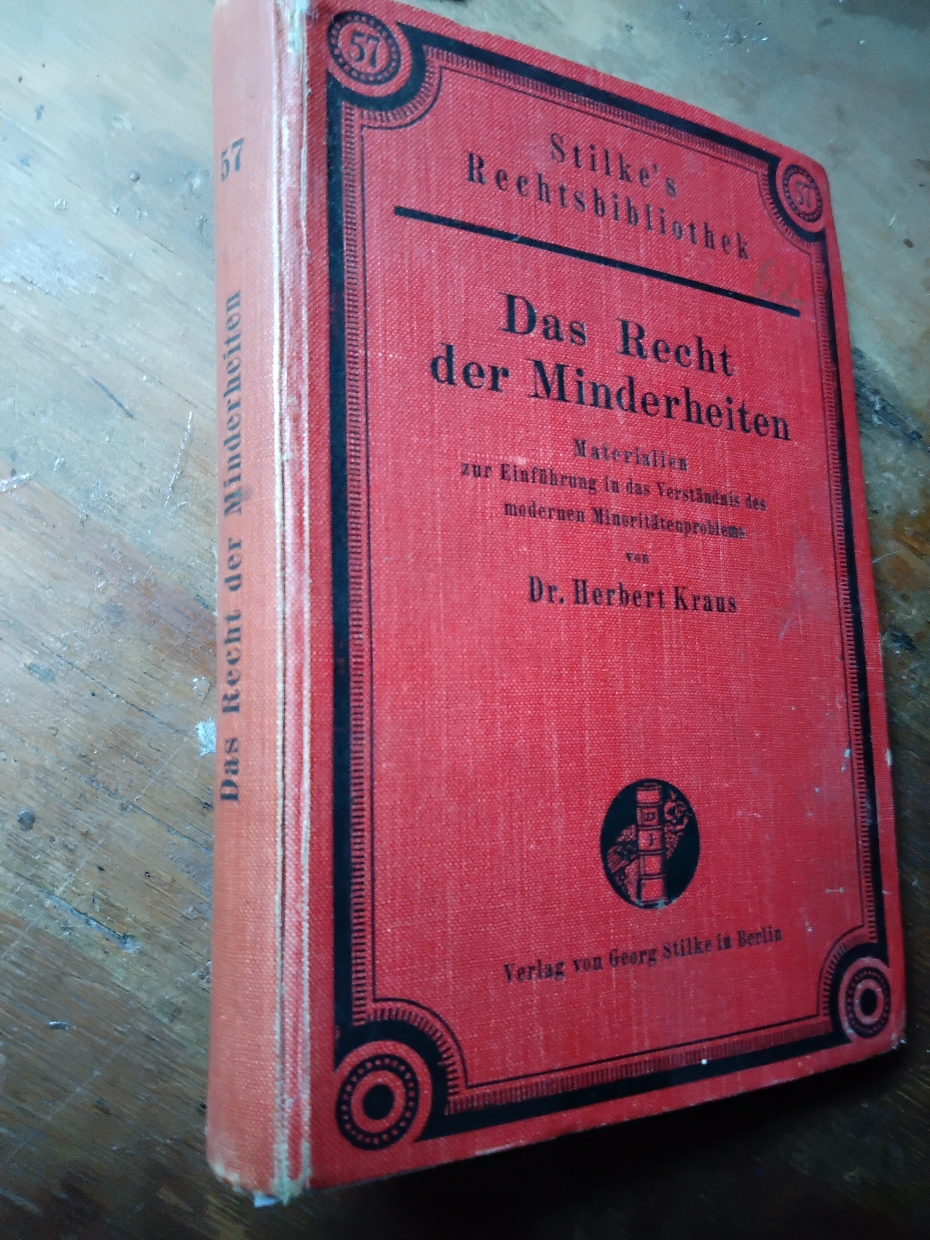 57
57
Stilke's
Rechtsbibliothek
Das Recht
der Minderheiten
Materialien
zur Einführung in das Verständnis des
modernen Minoritätenproblems
von
Dr. Herbert Kraus
Verlag von Georg Stilke in Berlin
57
Das Recht der Minderheiten